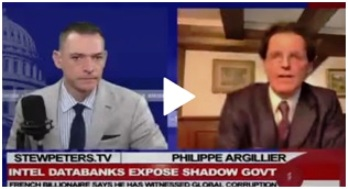 STEWPETERS.TV
PHILIPPE ARGILLIER
INTEL DATABANKS EXPOSE SHADOW GOVT
FRENCH BILLIONAIRE SAYS HE HAS WITNESSED GLOBAL CORRUPTION